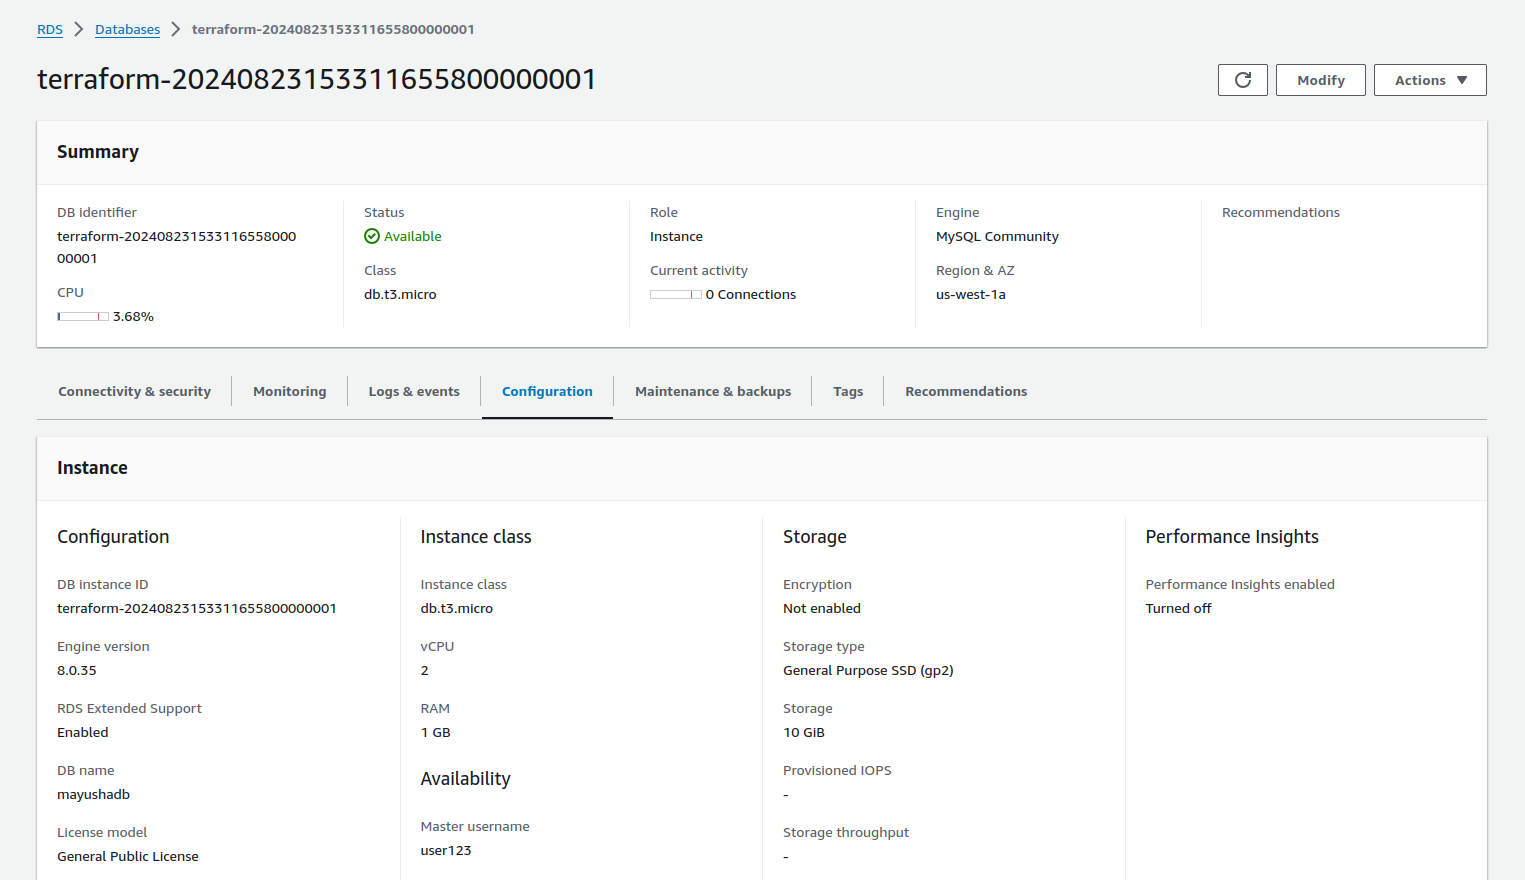 RDS > Databases > terraform-20240823153311655800000001
terraform-20240823153311655800000001
Modify
Actions
Summary
DB identifier
terraform-202408231533116558000
00001
CPU
3.68%
Status
Available
Class
db.t3.micro
Role
Instance
Current activity
0 Connections
Engine
MySQL Community
Region & AZ
us-west-1a
Recommendations
Connectivity & security
Monitoring
Logs & events
Configuration
Maintenance & backups
Tags
Recommendations
Instance
Configuration
DB instance ID
terraform-20240823153311655800000001
Engine version
8.0.35
RDS Extended Support
Enabled
DB name
mayushadb
License model
General Public License
Instance class
Instance class
db.t3.micro
vCPU
2
RAM
1 GB
Availability
Master username
user123
Storage
Encryption
Not enabled
Storage type
General Purpose SSD (gp2)
Storage
10 GiB
Provisioned IOPS
-
Storage throughput
-
Performance Insights
Performance Insights enabled
Turned off